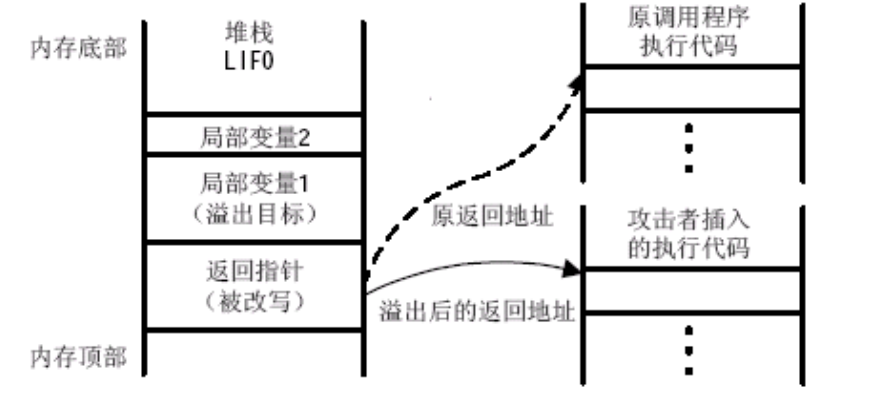 内存底部
堆栈
LIFO
局部变量2
局部变量1
（溢出目标）
返回指针
（被改写）
内存顶部
原返回地址
溢出后的返回地址
原调用程序
执行代码
攻击者插入
的执行代码